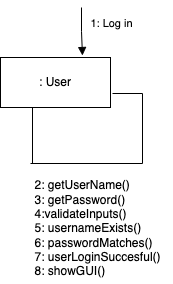 1: Log in
: User
2: getUserName()
3: getPassword()
4:validateInputs()
5: usernameExists()
6: passwordMatches()
7: userLoginSuccesful()
8: showGUI()